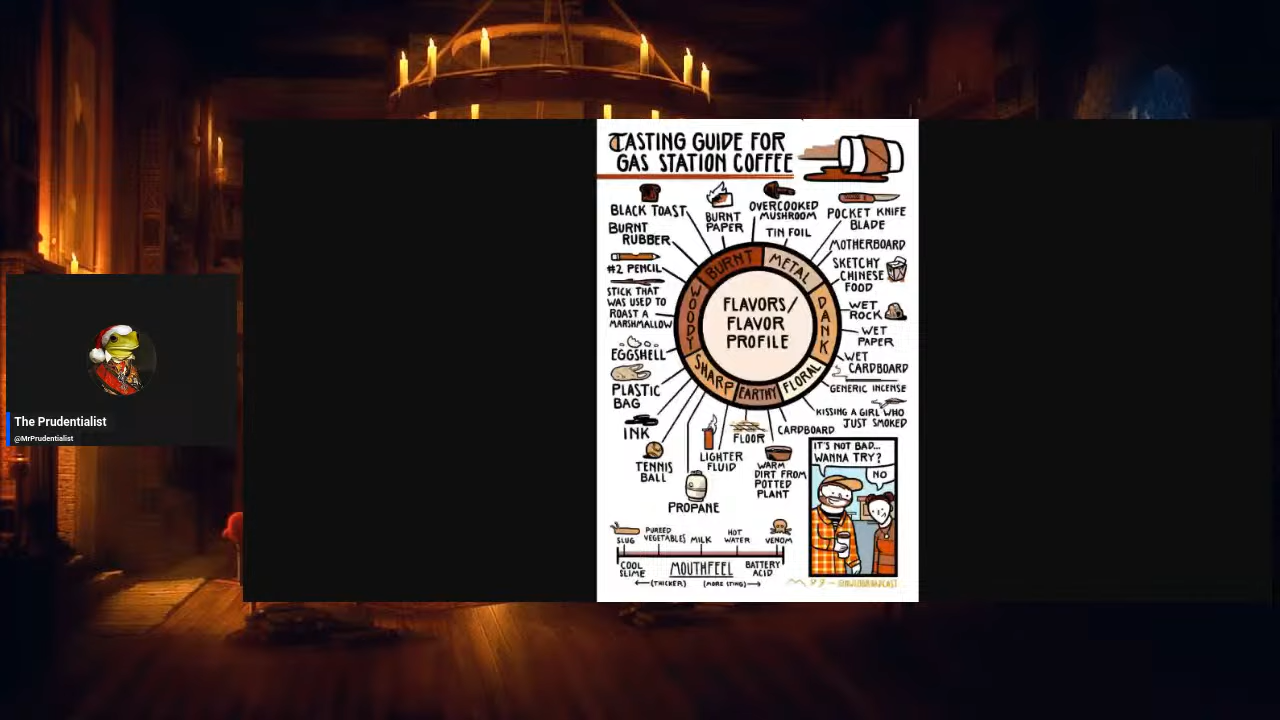 TASTING GUIDE FOR
GAS STATION COFFEE
BLACK TOAST
BURNT
PAPER
OVERCOOKED
MUSHROOM
POCKET KNIFE
BLADE
BURNT
RUBBER
TIN FOIL
MOTHERBOARD
#2 PENCIL
SKETCHY
CHINESE
FOOD
STICK THAT
WAS USED TO
ROAST A
MARSHMALLOW
WET
ROCK
WET
PAPER
EGGSHELL
WET
CARDBOARD
PLASTIC
BAG
GENERIC INCENSE
KISSING A GIRL WHO
JUST SMOKED
INK
FLOOR
CARDBOARD
TENNIS
BALL
LIGHTER
FLUID
WARM
DIRT FROM
POTTED
PLANT
PROPANE
BURNT
METAL
DANK
FLORAL
EARTHY
SHARP
WOODY
FLAVORS/
FLAVOR
PROFILE
IT'S NOT BAD...
WANNA TRY?
NO
SLUG
PUREED
VEGETABLES
MILK
HOT
WATER
VENOM
COOL
SLIME
MOUTHFEEL
BATTERY
ACID
(THICKER)
(MORE STING)
The Prudentialist
@MrPrudentialist